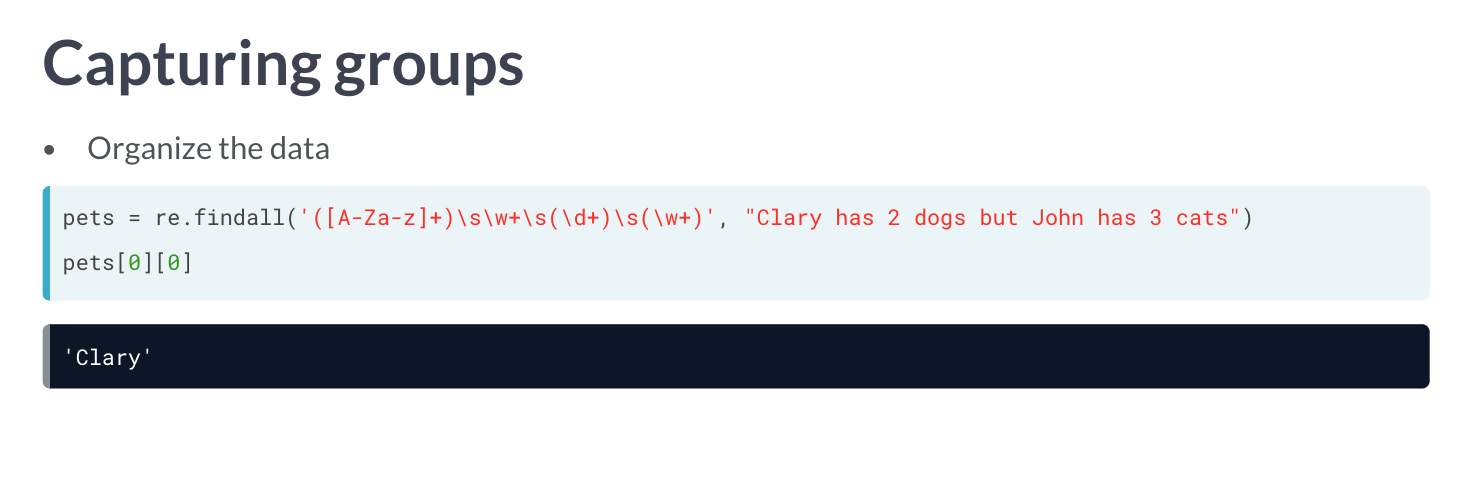 Capturing groups
• Organize the data
pets = re.findall('([A-Za-z]+)\s\w+\s(\d+)\s(\w+)', "Clary has 2 dogs but John has 3 cats")
pets[0][0]
'Clary'